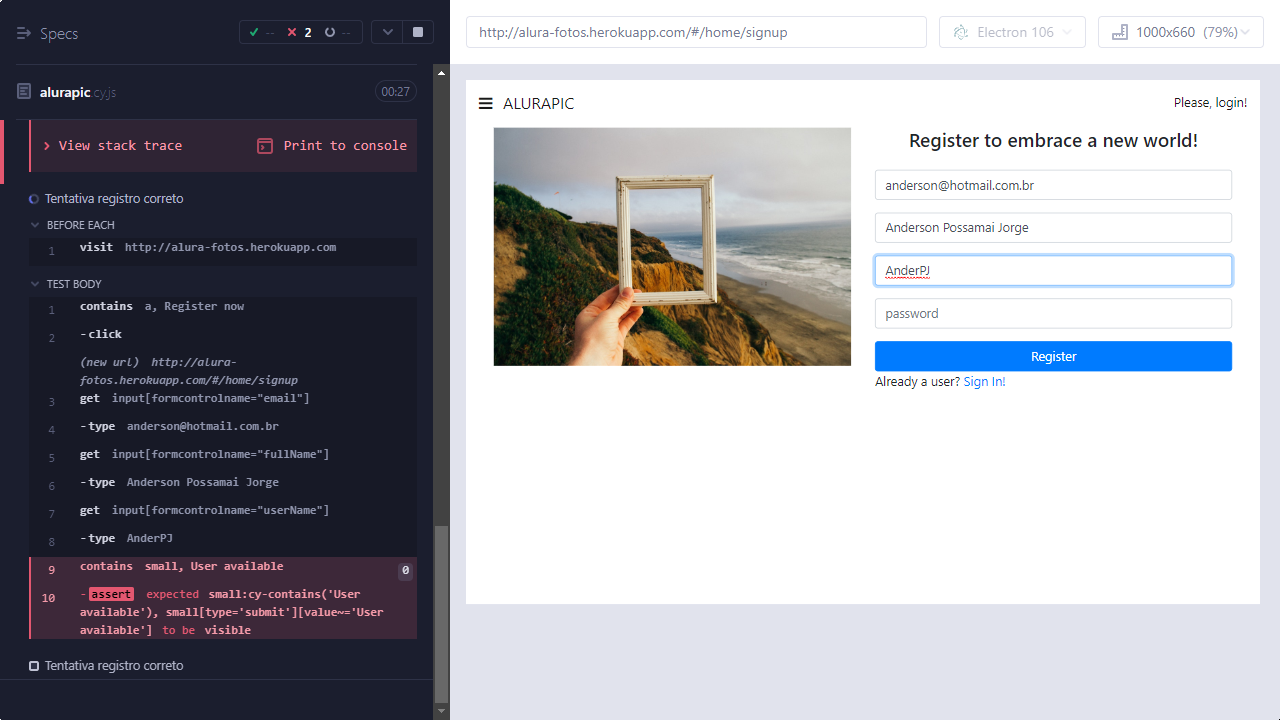 Specs
-- 2 --
alurapic.cy.js 00:27
View stack trace Print to console
Tentativa registro correto
BEFORE EACH
1 visit http://alura-fotos.herokuapp.com
TEST BODY
1 contains a, Register now
2 -click
(new url) http://alura-
fotos.herokuapp.com/#/home/signup
3 get input[formcontrolname="email"]
4 -type anderson@hotmail.com.br
5 get input[formcontrolname="fullName"]
6 -type Anderson Possamai Jorge
7 get input[formcontrolname="userName"]
8 -type AnderPJ
9 contains small, User available 0
10 -assert expected small:cy-contains('User
available'), small[type='submit'][value~='User
available'] to be visible
Tentativa registro correto
http://alura-fotos.herokuapp.com/#/home/signup
Electron 106
1000x660 (79%)
ALURAPIC
Please, login!
Register to embrace a new world!
anderson@hotmail.com.br
Anderson Possamai Jorge
AnderPJ
password
Register
Already a user? Sign In!